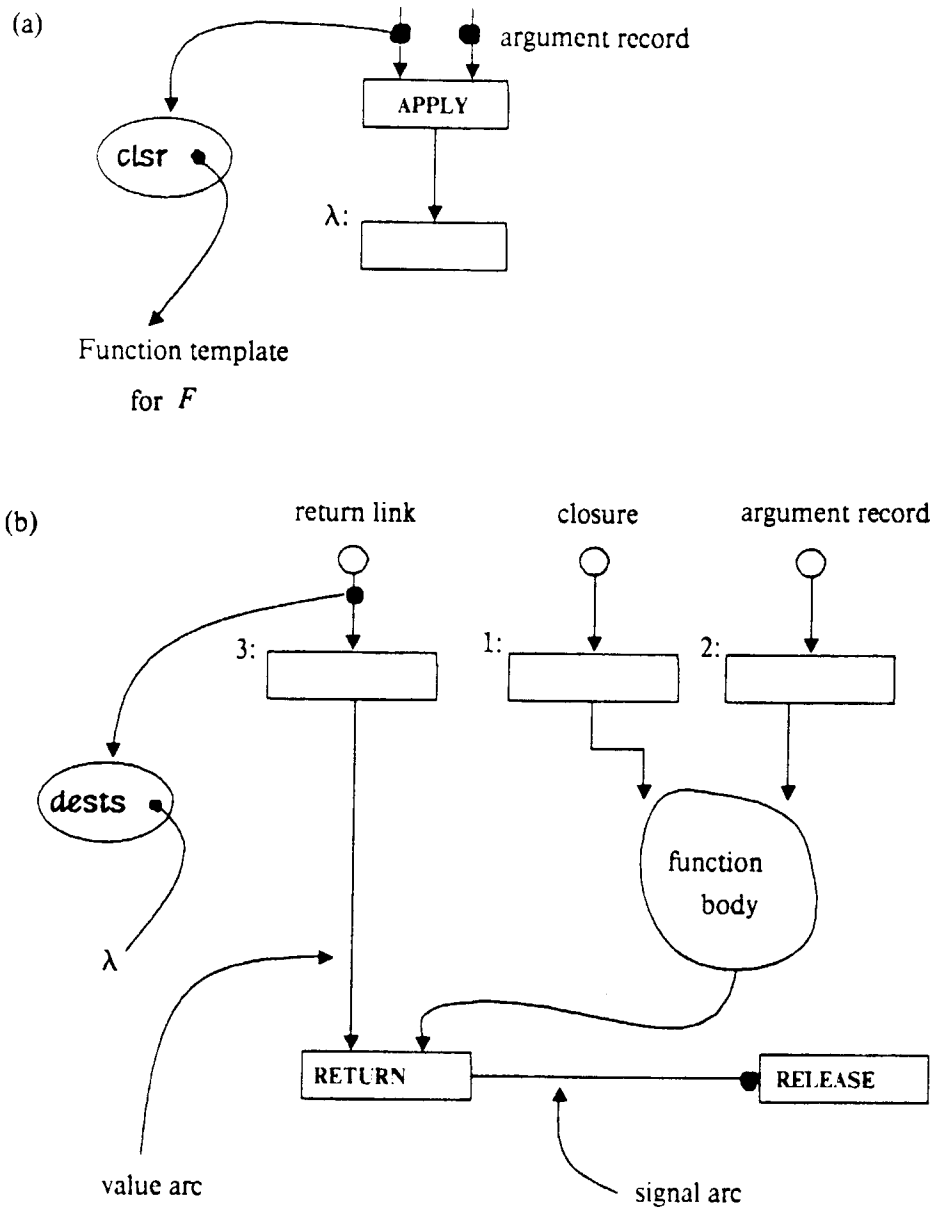 (a)
argument record
APPLY
clsr
λ:
Function template
for F
(b)
return link
closure
argument record
3:
1:
2:
dests
function
body
λ
RETURN
RELEASE
value arc
signal arc